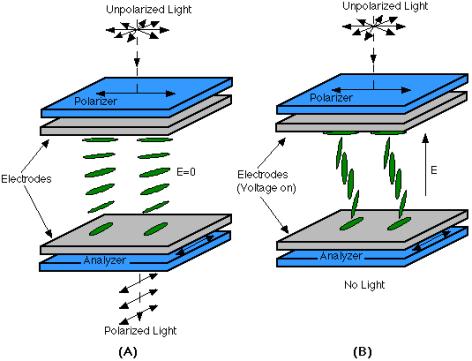 Unpolarized Light
Polarizer
Electrodes
E=0
Analyzer
Polarized Light
(A)
Unpolarized Light
Polarizer
Electrodes
(Voltage on)
E
Analyzer
No Light
(B)